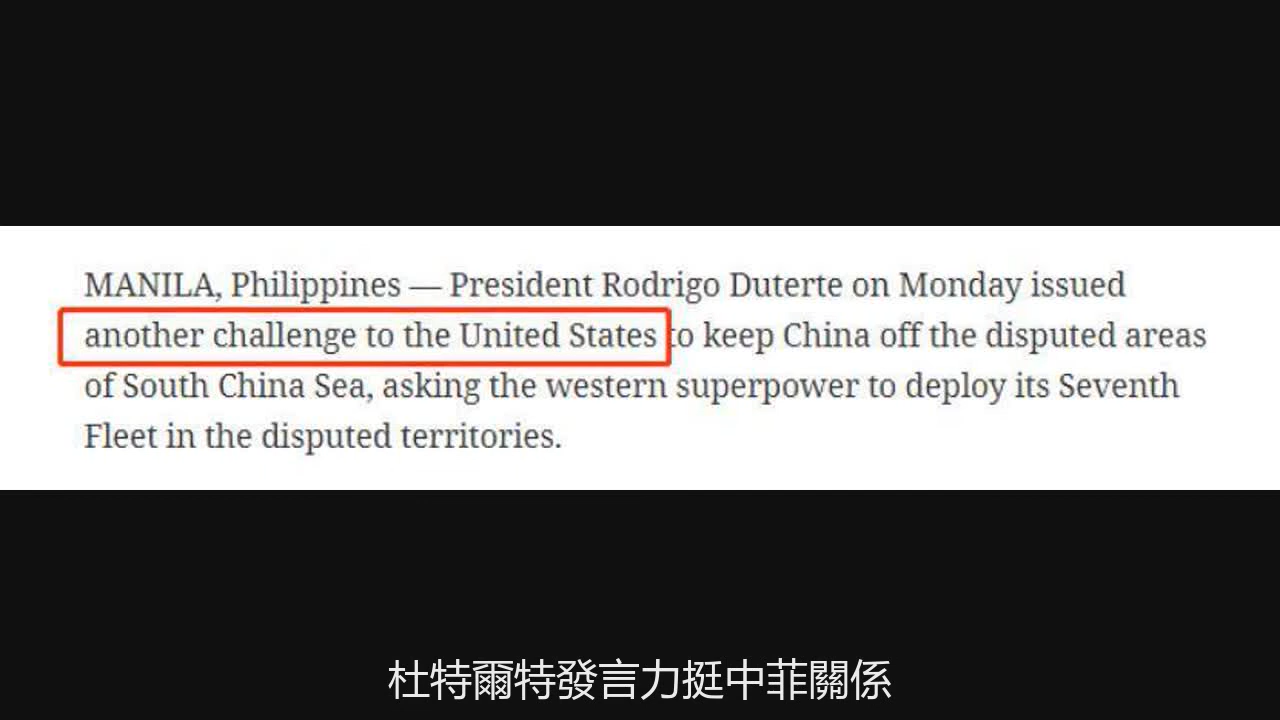 MANILA, Philippines — President Rodrigo Duterte on Monday issued
another challenge to the United States to keep China off the disputed areas
of South China Sea, asking the western superpower to deploy its Seventh
Fleet in the disputed territories.
杜特爾特發言力挺中菲關係